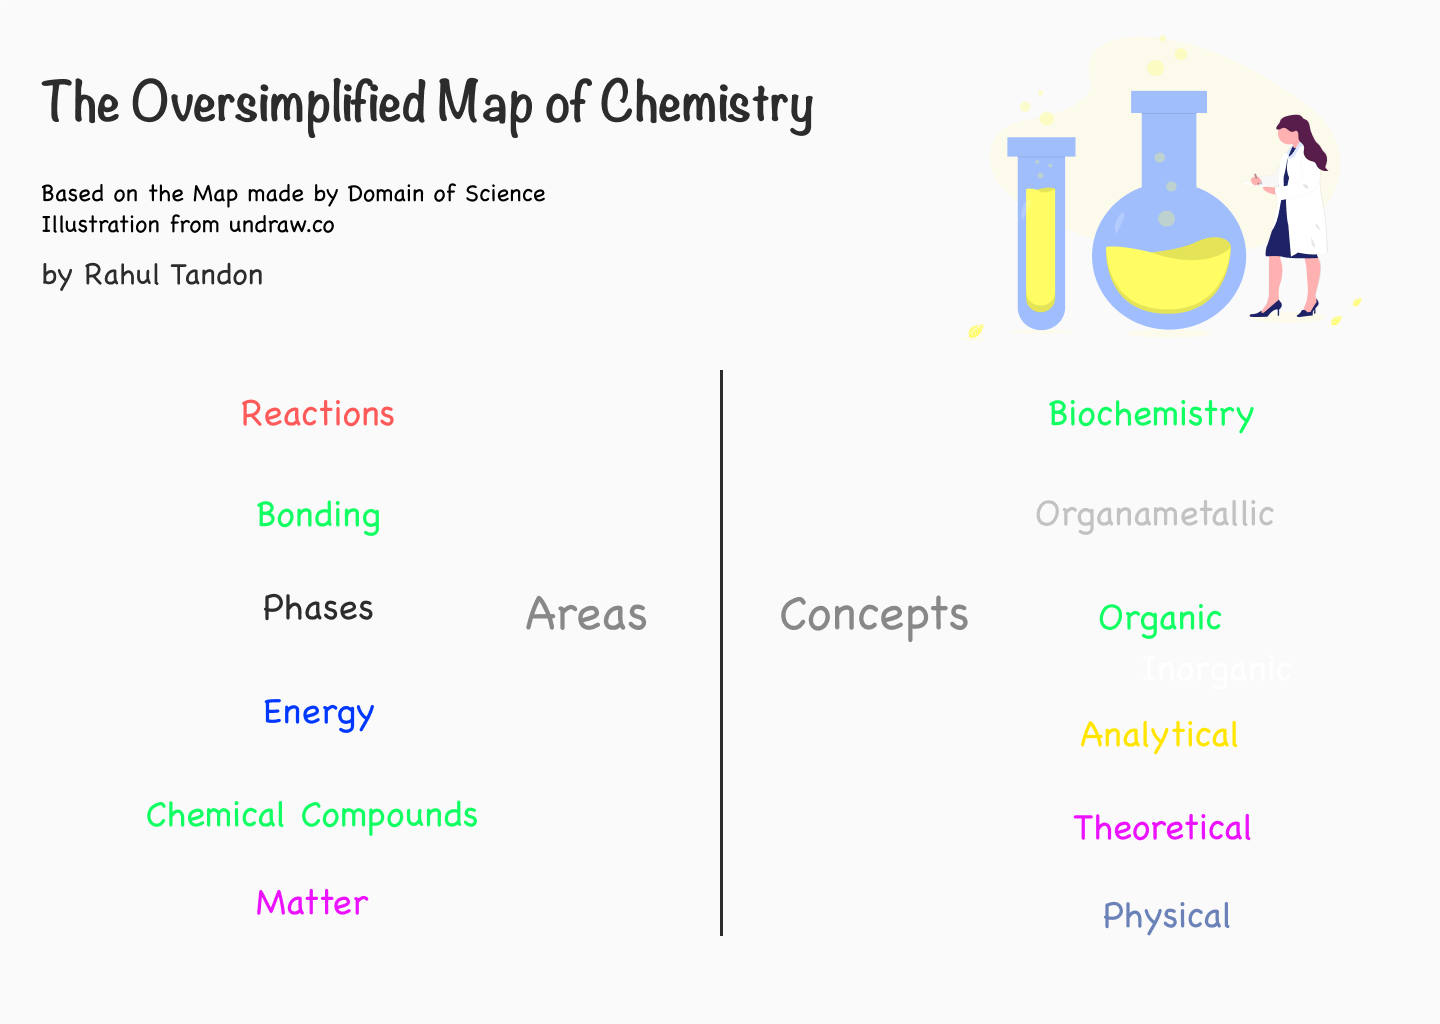 The Oversimplified Map of Chemistry
Based on the Map made by Domain of Science
Illustration from undraw.co
by Rahul Tandon
Areas
Reactions
Bonding
Phases
Energy
Chemical Compounds
Matter
Concepts
Biochemistry
Organametallic
Organic
Inorganic
Analytical
Theoretical
Physical